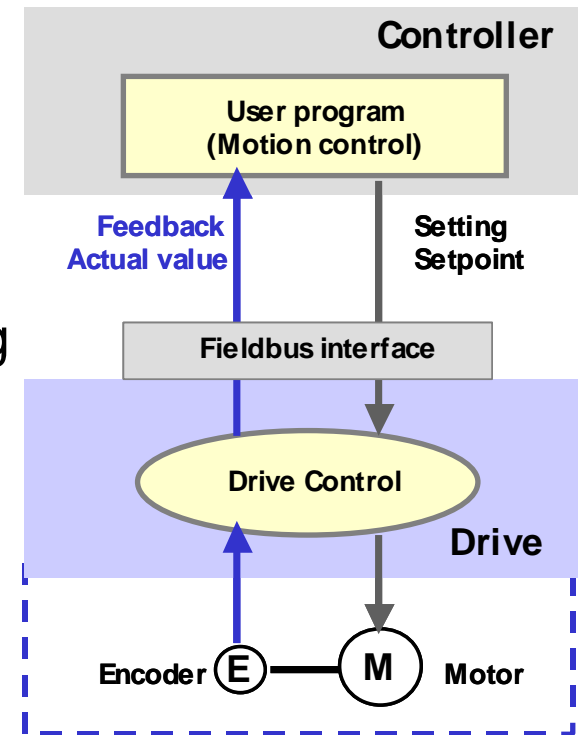 Controller
User program
(Motion control)
Feedback
Actual value
Setting
Setpoint
g
Fieldbus interface
Drive Control
Drive
Encoder
E
M
Motor